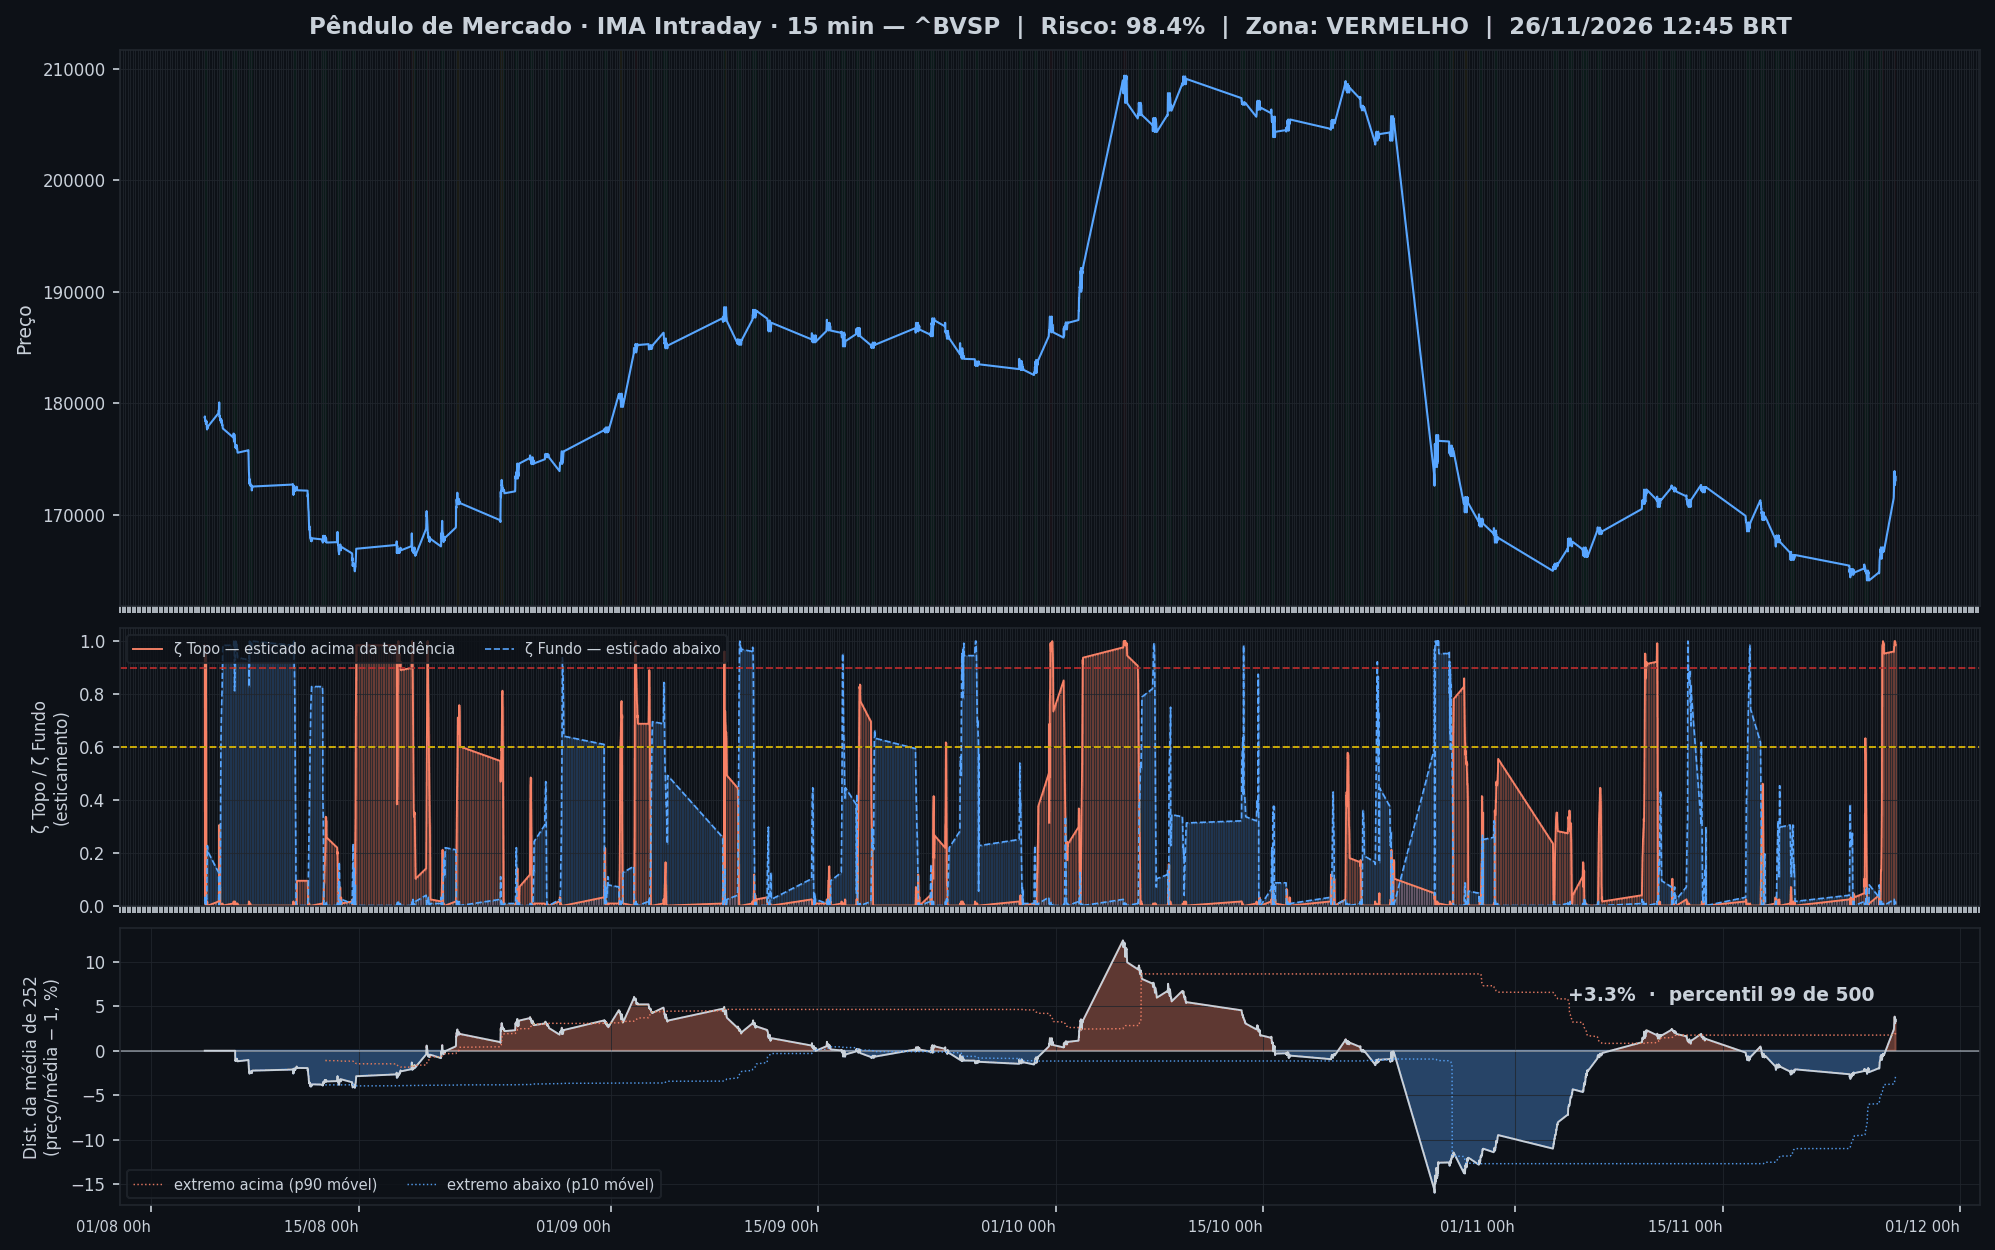 Pêndulo de Mercado · IMA Intraday · 15 min — ^BVSP | Risco: 98.4% | Zona: VERMELHO | 26/11/2026 12:45 BRT
Preço
210000
200000
190000
180000
170000
ζ Topo / ζ Fundo
(esticamento)
ζ Topo — esticado acima da tendência
ζ Fundo — esticado abaixo
1.0
0.8
0.6
0.4
0.2
0.0
Dist. da média de 252
(preço/média − 1, %)
10
5
0
−5
−10
−15
+3.3% · percentil 99 de 500
extremo acima (p90 móvel)
extremo abaixo (p10 móvel)
01/08 00h
15/08 00h
01/09 00h
15/09 00h
01/10 00h
15/10 00h
01/11 00h
15/11 00h
01/12 00h